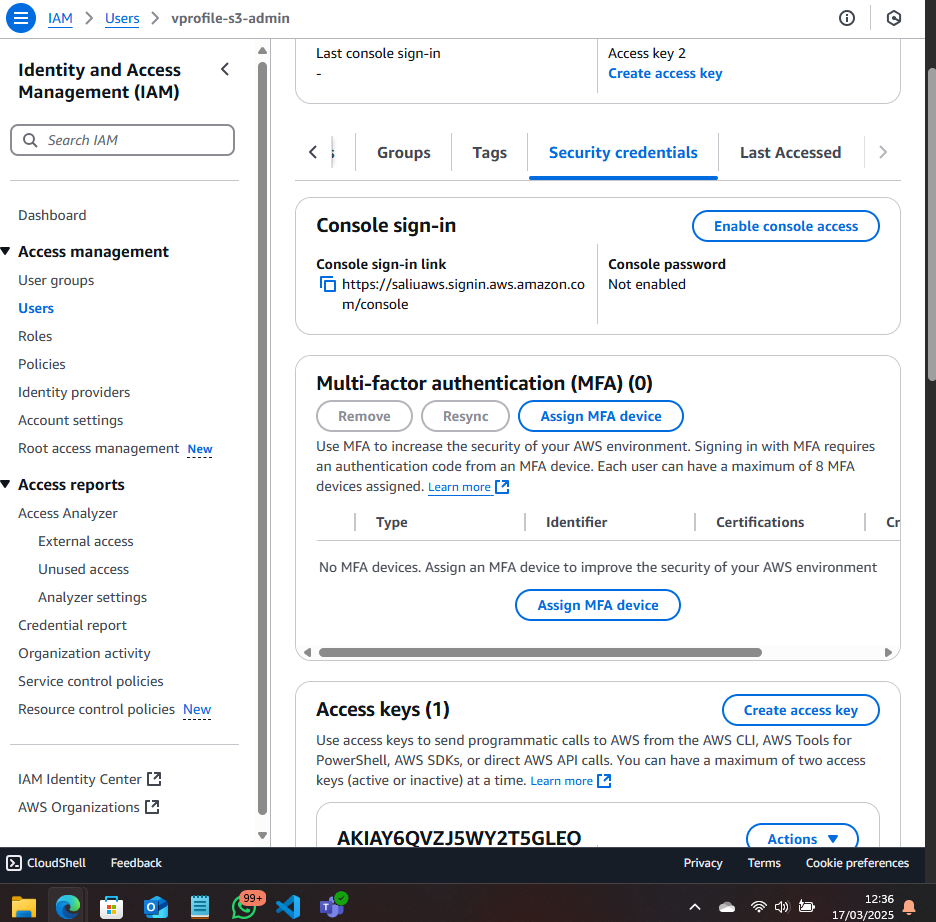 IAM
Users
vprofile-s3-admin
Identity and Access
Management (IAM)
Search IAM
Dashboard
Access management
User groups
Users
Roles
Policies
Identity providers
Account settings
Root access management New
Access reports
Access Analyzer
External access
Unused access
Analyzer settings
Credential report
Organization activity
Service control policies
Resource control policies New
IAM Identity Center
AWS Organizations
Last console sign-in
-
Access key 2
Create access key
Groups
Tags
Security credentials
Last Accessed
Console sign-in
Enable console access
Console sign-in link
https://saliuaws.signin.aws.amazon.co
m/console
Console password
Not enabled
Multi-factor authentication (MFA) (0)
Remove
Resync
Assign MFA device
Use MFA to increase the security of your AWS environment. Signing in with MFA requires
an authentication code from an MFA device. Each user can have a maximum of 8 MFA
devices assigned. Learn more
Type
Identifier
Certifications
Cr
No MFA devices. Assign an MFA device to improve the security of your AWS environment
Assign MFA device
Access keys (1)
Create access key
Use access keys to send programmatic calls to AWS from the AWS CLI, AWS Tools for
PowerShell, AWS SDKs, or direct AWS API calls. You can have a maximum of two access
keys (active or inactive) at a time. Learn more
AKIAY6QVZJ5WY2T5GLEO
Actions
CloudShell
Feedback
Privacy
Terms
Cookie preferences
99+
12:36
17/03/2025